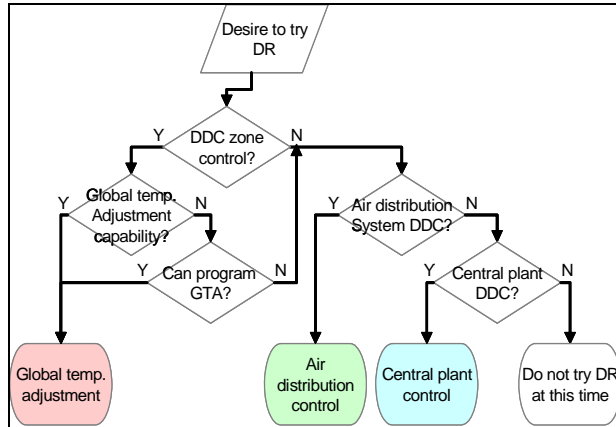 Desire to try
DR
Y
DDC zone
control?
N
Global temp.
Adjustment
capability?
Y
N
Air distribution
System DDC?
Y
N
Can program
GTA?
Y
N
Central plant
DDC?
Y
N
Global temp.
adjustment
Air
distribution
control
Central plant
control
Do not try DR
at this time